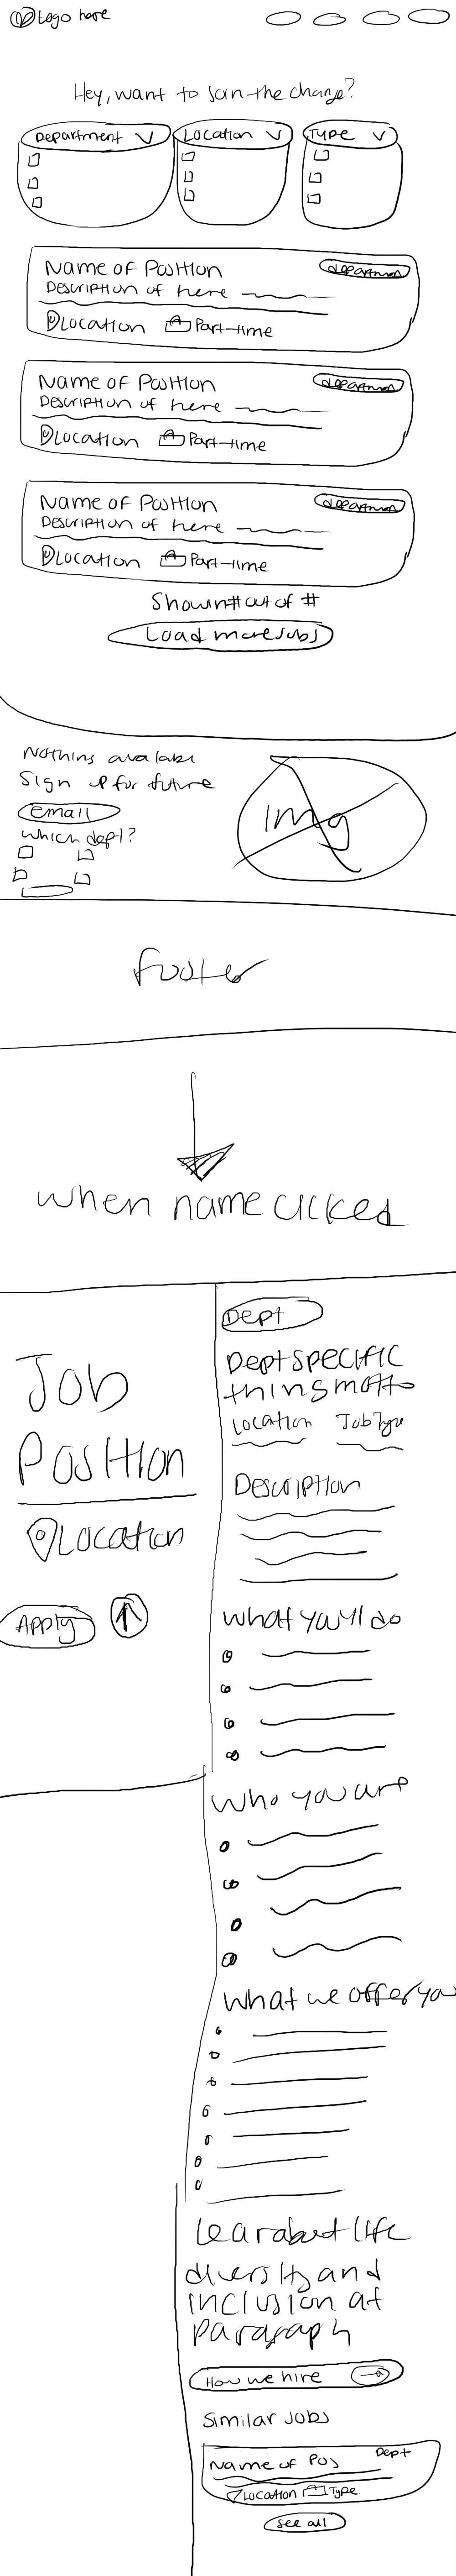 Logo here
Hey, want to join the change?
Department Location Type
Name of Position department
Description of here
Location Part-time
Name of Position department
Description of here
Location Part-time
Name of Position department
Description of here
Location Part-time
Showin # out of #
Load more jobs
Nothing availabe
Sign up for future
email
which dept?
img
footer
when name clicked
Job
Position
Location
Apply
Dept
Dept specific
things motto
Location Job Type
Description
what you'll do
Who you are
What we offer you
Lear about life
diversity and
inclusion at
Paragraph
How we hire
Similar Jobs
Name of Pos Dept
Location Type
see all